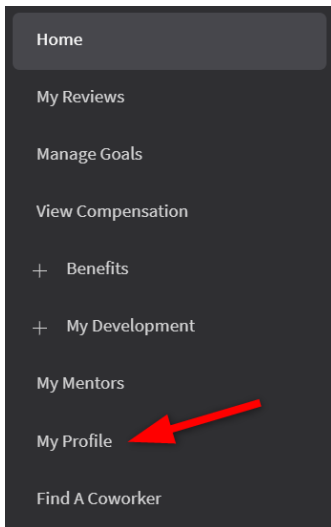 Home
My Reviews
Manage Goals
View Compensation
+ Benefits
+ My Development
My Mentors
My Profile
Find A Coworker